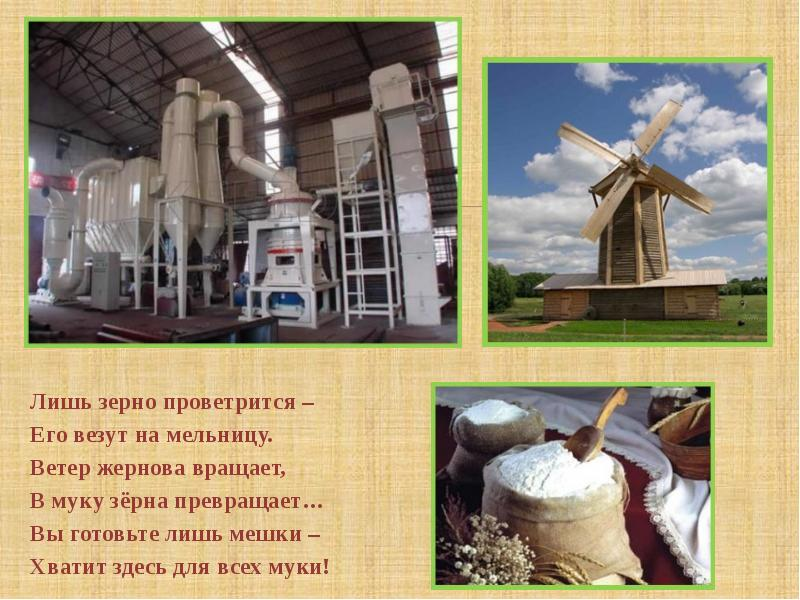 Лишь зерно проветрится –
Его везут на мельницу.
Ветер жернова вращает,
В муку зёрна превращает…
Вы готовьте лишь мешки –
Хватит здесь для всех муки!